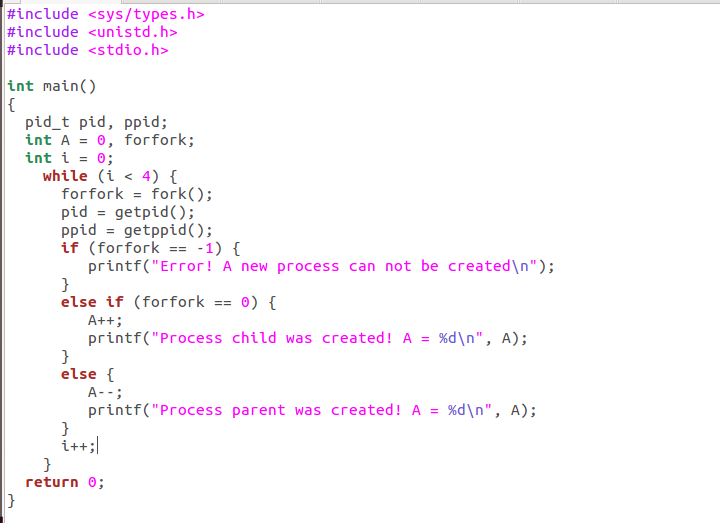 #include <sys/types.h>
#include <unistd.h>
#include <stdio.h>

int main()
{
  pid_t pid, ppid;
  int A = 0, forfork;
  int i = 0;
    while (i < 4) {
      forfork = fork();
      pid = getpid();
      ppid = getppid();
      if (forfork == -1) {
         printf("Error! A new process can not be created\n");
      }
      else if (forfork == 0) {
         A++;
         printf("Process child was created! A = %d\n", A);
      }
      else {
         A--;
         printf("Process parent was created! A = %d\n", A);
      }
      i++;
    }
  return 0;
}